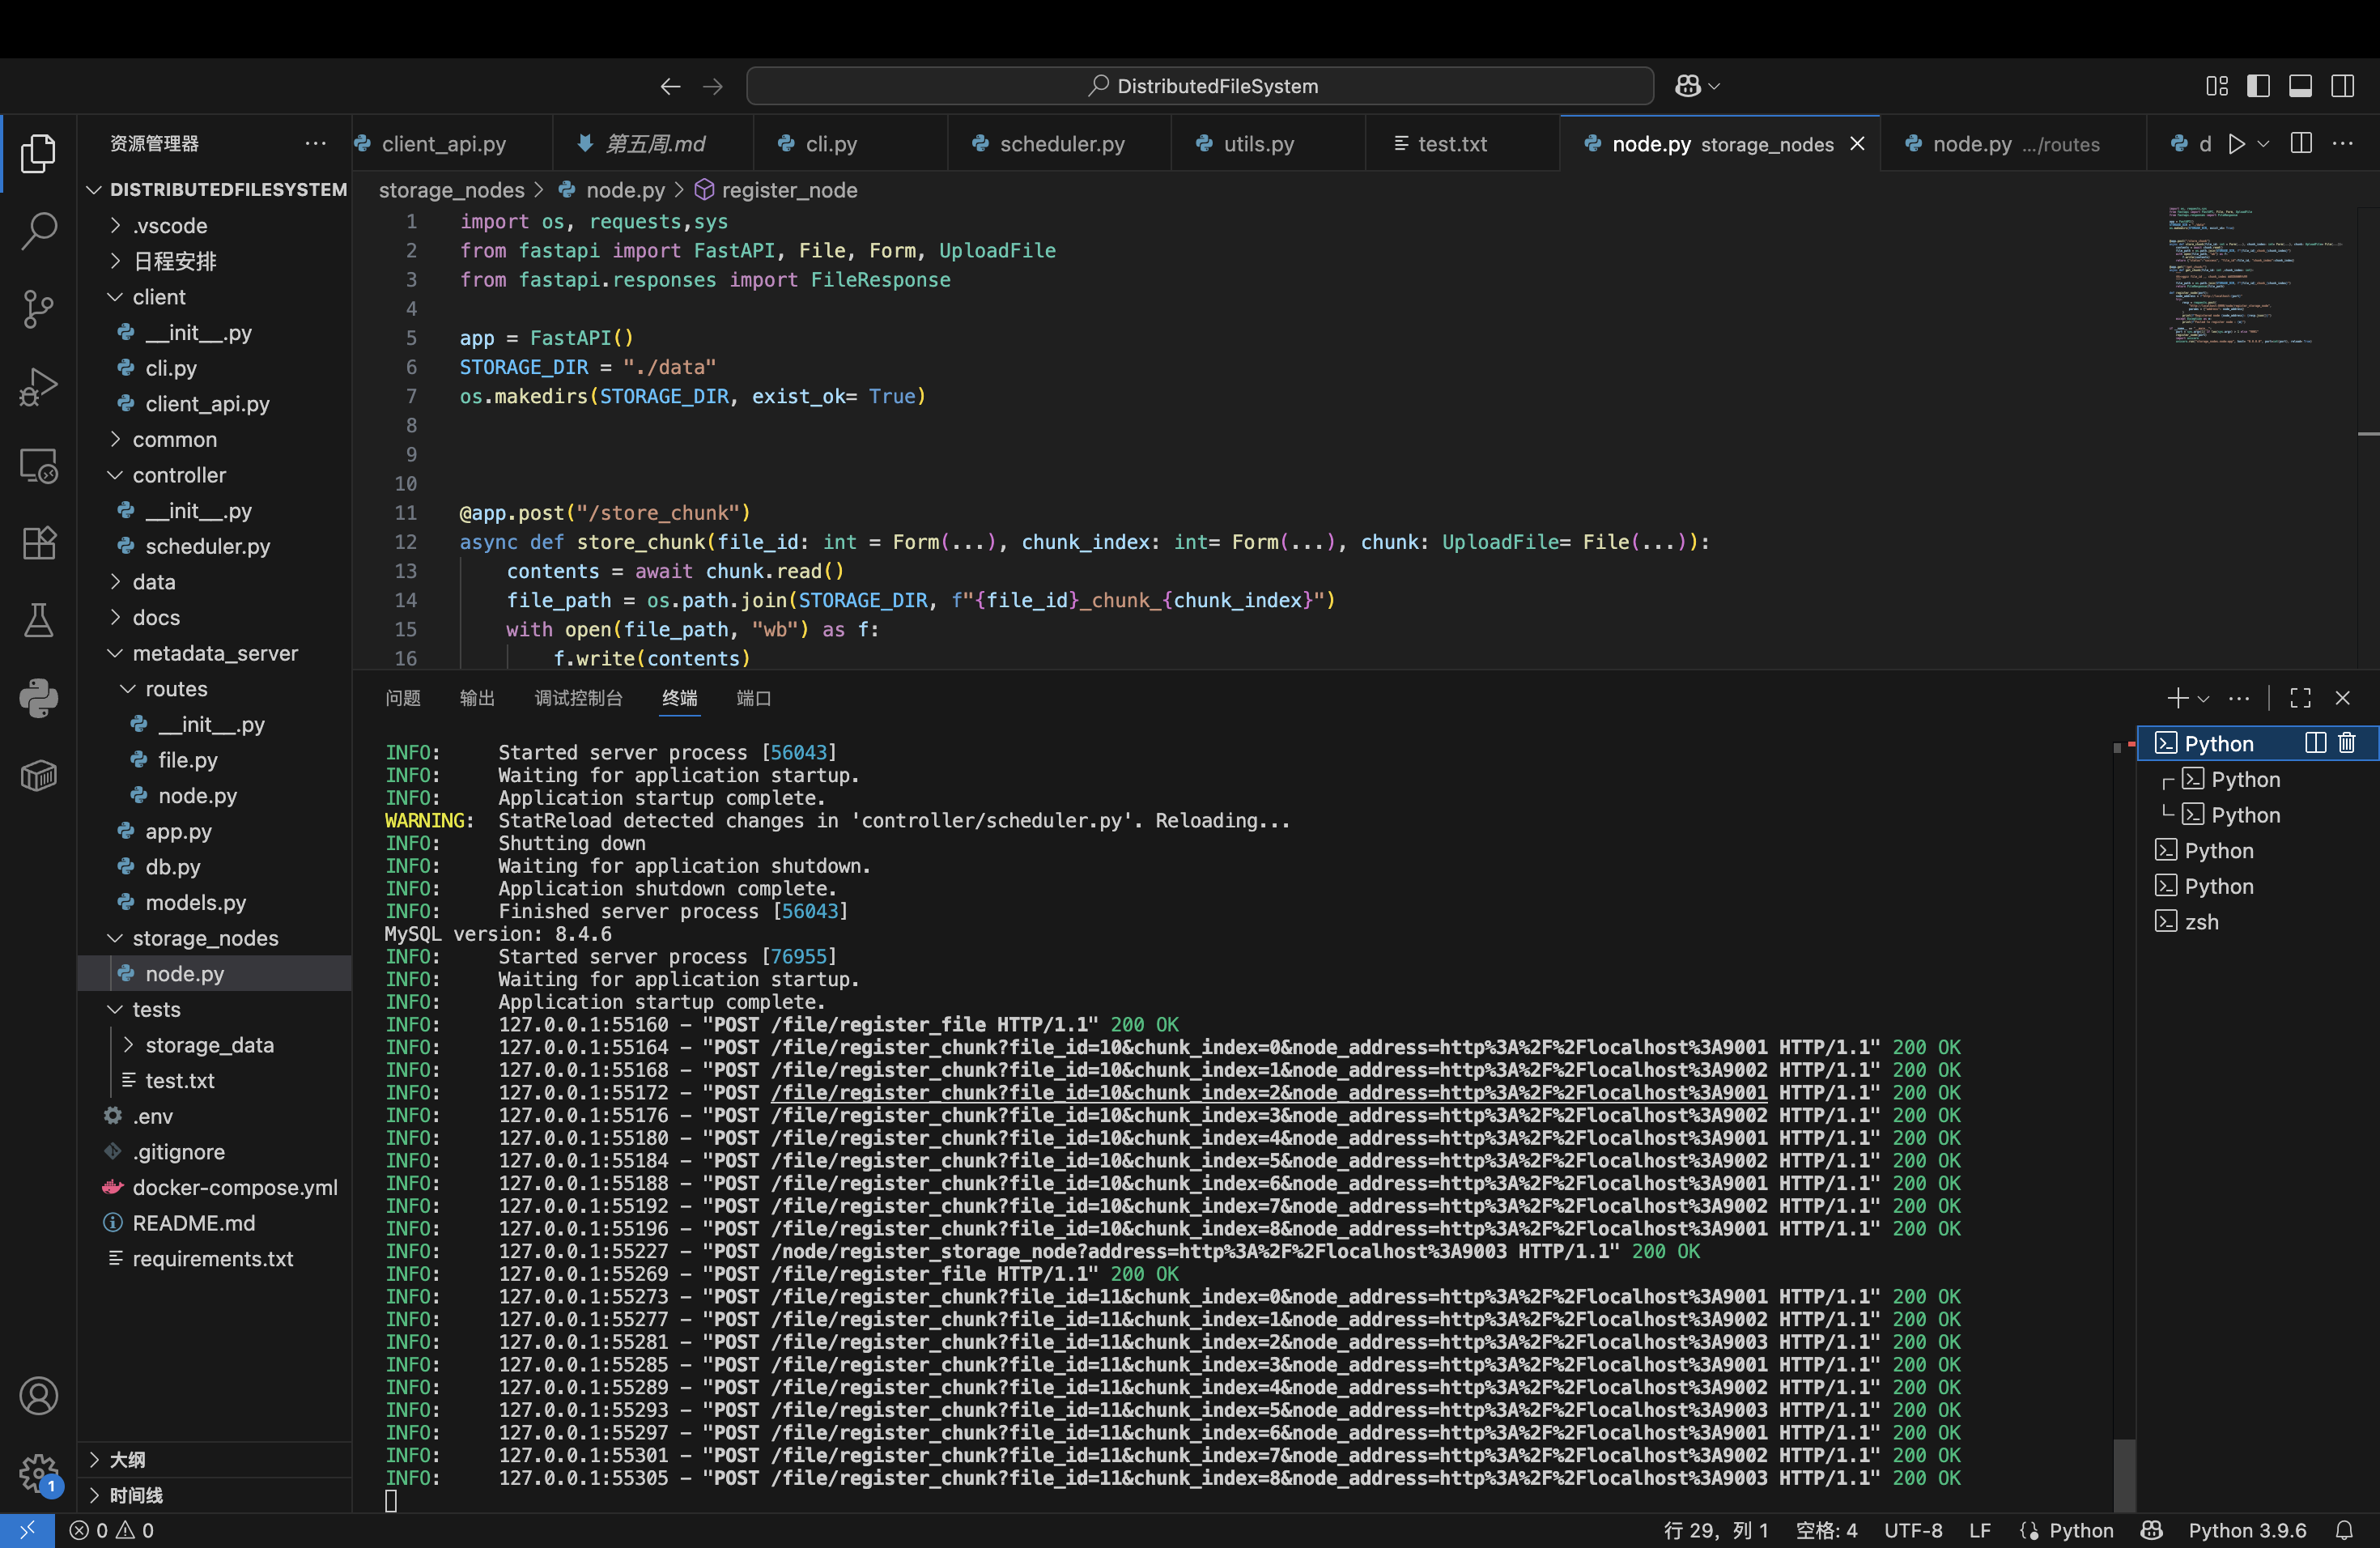 DistributedFileSystem
资源管理器
client_api.py
第五周.md
cli.py
scheduler.py
utils.py
test.txt
node.py storage_nodes
node.py .../routes
d
DISTRIBUTEDFILESYSTEM
.vscode
日程安排
client
__init__.py
cli.py
client_api.py
common
controller
__init__.py
scheduler.py
data
docs
metadata_server
routes
__init__.py
file.py
node.py
app.py
db.py
models.py
storage_nodes
node.py
tests
storage_data
test.txt
.env
.gitignore
docker-compose.yml
README.md
requirements.txt
大纲
时间线
storage_nodes > node.py > register_node
1 import os, requests,sys
2 from fastapi import FastAPI, File, Form, UploadFile
3 from fastapi.responses import FileResponse
4
5 app = FastAPI()
6 STORAGE_DIR = "./data"
7 os.makedirs(STORAGE_DIR, exist_ok= True)
8
9
10
11 @app.post("/store_chunk")
12 async def store_chunk(file_id: int = Form(...), chunk_index: int= Form(...), chunk: UploadFile= File(...)):
13 contents = await chunk.read()
14 file_path = os.path.join(STORAGE_DIR, f"{file_id}_chunk_{chunk_index}")
15 with open(file_path, "wb") as f:
16 f.write(contents)
问题 输出 调试控制台 终端 端口
INFO: Started server process [56043]
INFO: Waiting for application startup.
INFO: Application startup complete.
WARNING: StatReload detected changes in 'controller/scheduler.py'. Reloading...
INFO: Shutting down
INFO: Waiting for application shutdown.
INFO: Application shutdown complete.
INFO: Finished server process [56043]
MySQL version: 8.4.6
INFO: Started server process [76955]
INFO: Waiting for application startup.
INFO: Application startup complete.
INFO: 127.0.0.1:55160 - "POST /file/register_file HTTP/1.1" 200 OK
INFO: 127.0.0.1:55164 - "POST /file/register_chunk?file_id=10&chunk_index=0&node_address=http%3A%2F%2Flocalhost%3A9001 HTTP/1.1" 200 OK
INFO: 127.0.0.1:55168 - "POST /file/register_chunk?file_id=10&chunk_index=1&node_address=http%3A%2F%2Flocalhost%3A9002 HTTP/1.1" 200 OK
INFO: 127.0.0.1:55172 - "POST /file/register_chunk?file_id=10&chunk_index=2&node_address=http%3A%2F%2Flocalhost%3A9001 HTTP/1.1" 200 OK
INFO: 127.0.0.1:55176 - "POST /file/register_chunk?file_id=10&chunk_index=3&node_address=http%3A%2F%2Flocalhost%3A9002 HTTP/1.1" 200 OK
INFO: 127.0.0.1:55180 - "POST /file/register_chunk?file_id=10&chunk_index=4&node_address=http%3A%2F%2Flocalhost%3A9001 HTTP/1.1" 200 OK
INFO: 127.0.0.1:55184 - "POST /file/register_chunk?file_id=10&chunk_index=5&node_address=http%3A%2F%2Flocalhost%3A9002 HTTP/1.1" 200 OK
INFO: 127.0.0.1:55188 - "POST /file/register_chunk?file_id=10&chunk_index=6&node_address=http%3A%2F%2Flocalhost%3A9001 HTTP/1.1" 200 OK
INFO: 127.0.0.1:55192 - "POST /file/register_chunk?file_id=10&chunk_index=7&node_address=http%3A%2F%2Flocalhost%3A9002 HTTP/1.1" 200 OK
INFO: 127.0.0.1:55196 - "POST /file/register_chunk?file_id=10&chunk_index=8&node_address=http%3A%2F%2Flocalhost%3A9001 HTTP/1.1" 200 OK
INFO: 127.0.0.1:55227 - "POST /node/register_storage_node?address=http%3A%2F%2Flocalhost%3A9003 HTTP/1.1" 200 OK
INFO: 127.0.0.1:55269 - "POST /file/register_file HTTP/1.1" 200 OK
INFO: 127.0.0.1:55273 - "POST /file/register_chunk?file_id=11&chunk_index=0&node_address=http%3A%2F%2Flocalhost%3A9001 HTTP/1.1" 200 OK
INFO: 127.0.0.1:55277 - "POST /file/register_chunk?file_id=11&chunk_index=1&node_address=http%3A%2F%2Flocalhost%3A9002 HTTP/1.1" 200 OK
INFO: 127.0.0.1:55281 - "POST /file/register_chunk?file_id=11&chunk_index=2&node_address=http%3A%2F%2Flocalhost%3A9003 HTTP/1.1" 200 OK
INFO: 127.0.0.1:55285 - "POST /file/register_chunk?file_id=11&chunk_index=3&node_address=http%3A%2F%2Flocalhost%3A9001 HTTP/1.1" 200 OK
INFO: 127.0.0.1:55289 - "POST /file/register_chunk?file_id=11&chunk_index=4&node_address=http%3A%2F%2Flocalhost%3A9002 HTTP/1.1" 200 OK
INFO: 127.0.0.1:55293 - "POST /file/register_chunk?file_id=11&chunk_index=5&node_address=http%3A%2F%2Flocalhost%3A9003 HTTP/1.1" 200 OK
INFO: 127.0.0.1:55297 - "POST /file/register_chunk?file_id=11&chunk_index=6&node_address=http%3A%2F%2Flocalhost%3A9001 HTTP/1.1" 200 OK
INFO: 127.0.0.1:55301 - "POST /file/register_chunk?file_id=11&chunk_index=7&node_address=http%3A%2F%2Flocalhost%3A9002 HTTP/1.1" 200 OK
INFO: 127.0.0.1:55305 - "POST /file/register_chunk?file_id=11&chunk_index=8&node_address=http%3A%2F%2Flocalhost%3A9003 HTTP/1.1" 200 OK
Python
Python
Python
Python
Python
zsh
1
0 0
行 29, 列 1 空格: 4 UTF-8 LF Python Python 3.9.6